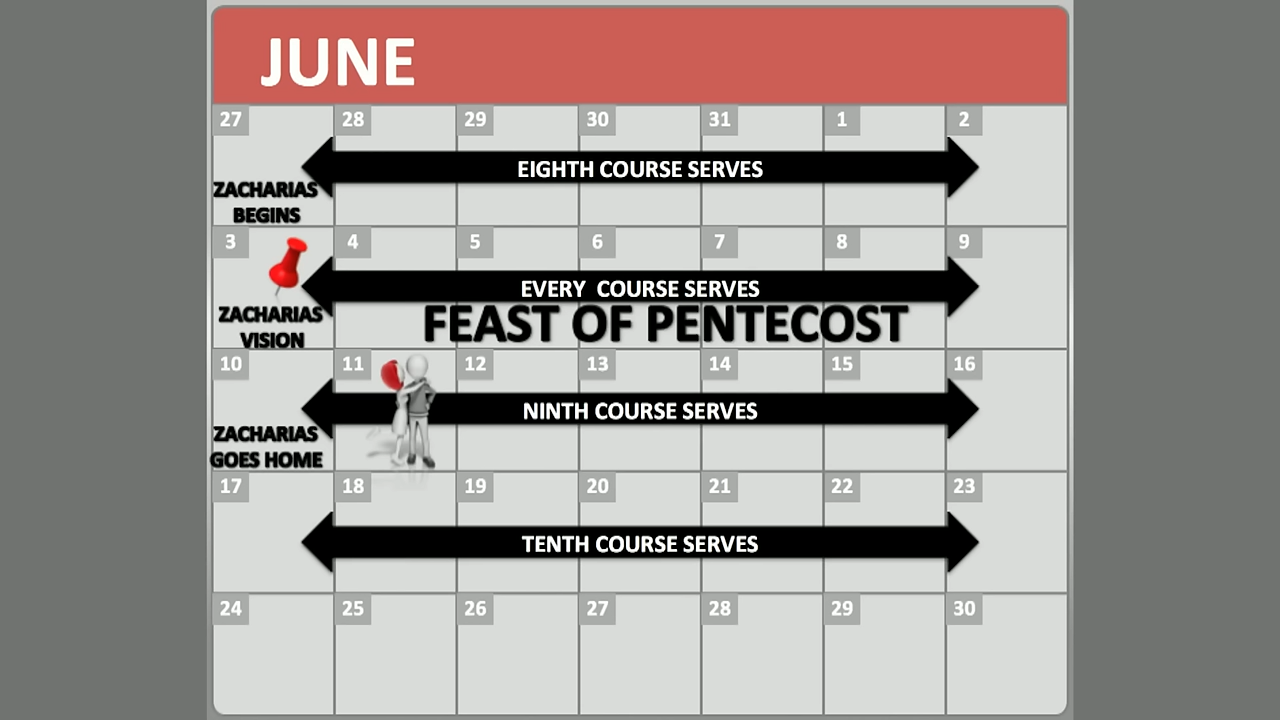 JUNE
27 28 29 30 31 1 2
EIGHTH COURSE SERVES
ZACHARIAS
BEGINS
3 4 5 6 7 8 9
EVERY COURSE SERVES
ZACHARIAS
VISION
FEAST OF PENTECOST
10 11 12 13 14 15 16
NINTH COURSE SERVES
ZACHARIAS
GOES HOME
17 18 19 20 21 22 23
TENTH COURSE SERVES
24 25 26 27 28 29 30